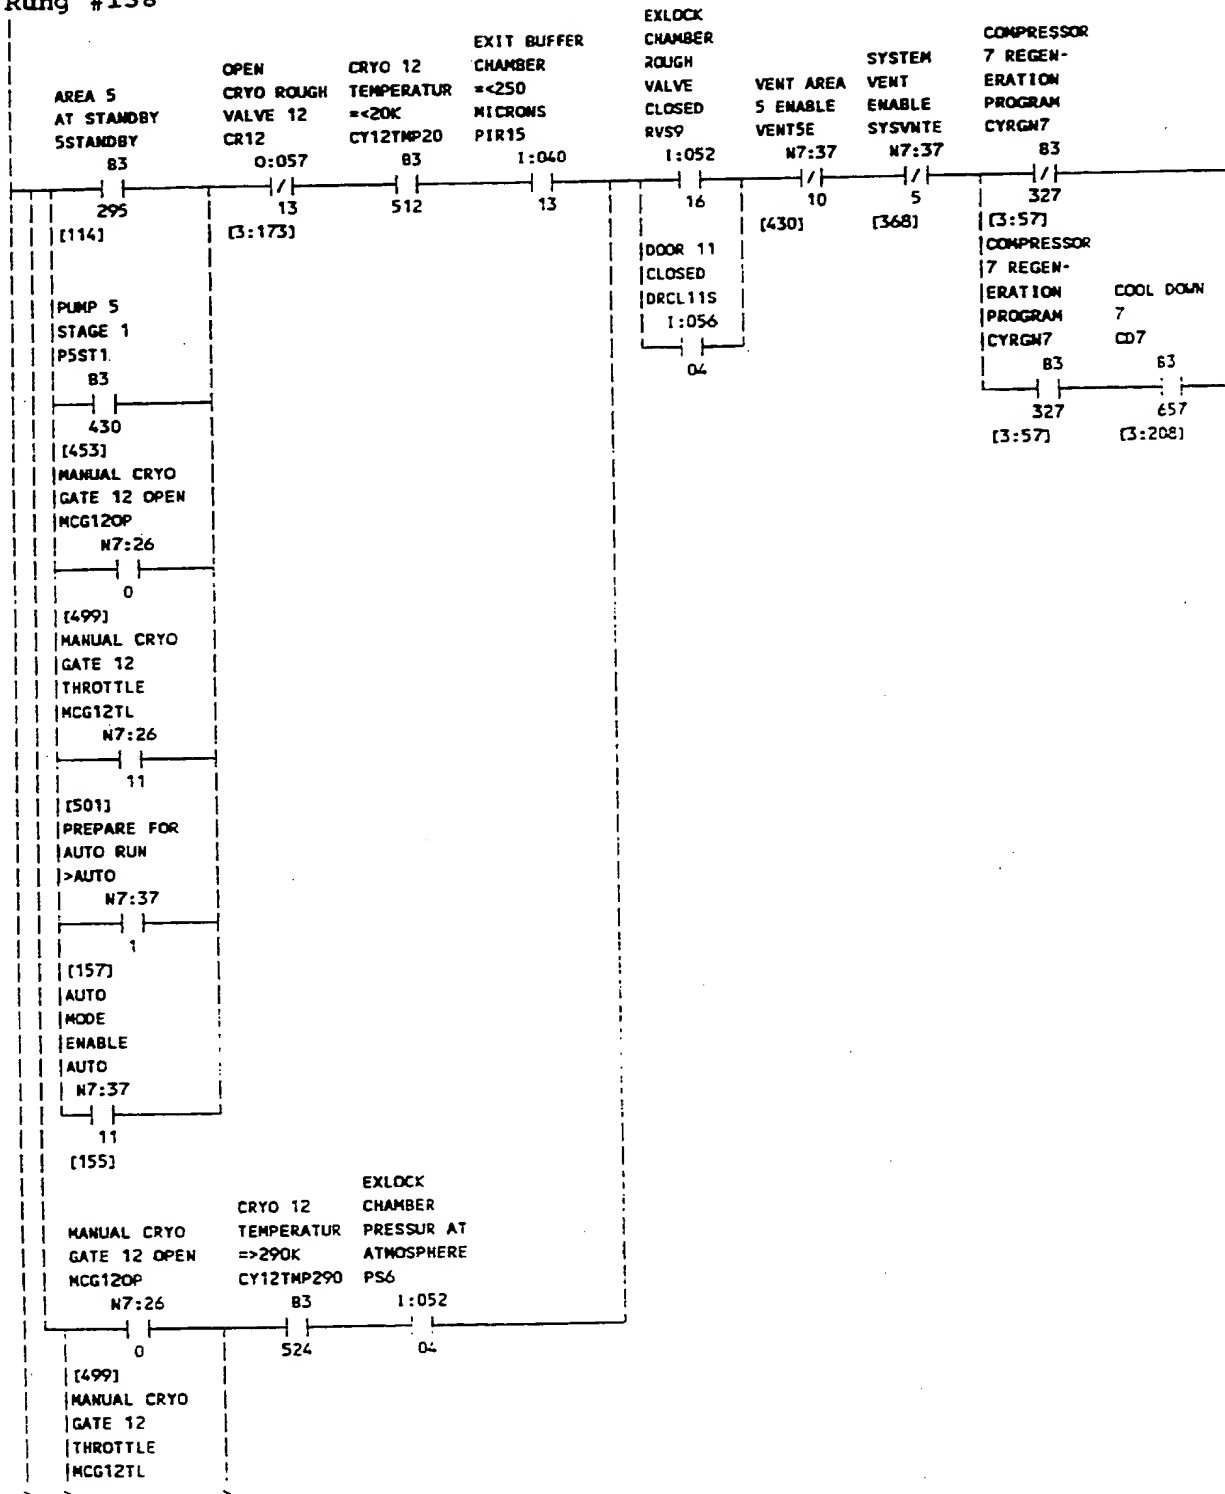 Rung #138
AREA 5
AT STANDBY
5STANDBY
B3
295
[114]
OPEN
CRYO ROUGH
VALVE 12
CR12
O:057
13
[3:173]
CRYO 12
TEMPERATUR
=<20K
CY12TMP20
B3
512
EXIT BUFFER
CHAMBER
=<250
MICRONS
PIR15
I:040
13
EXLOCK
CHAMBER
ROUGH
VALVE
CLOSED
RVS9
I:052
16
VENT AREA
5 ENABLE
VENT5E
N7:37
10
[430]
SYSTEM
VENT
ENABLE
SYSVNTE
N7:37
5
[368]
COMPRESSOR
7 REGEN-
ERATION
PROGRAM
CYRGN7
B3
327
[3:57]
DOOR 11
CLOSED
DRCL11S
I:056
04
COMPRESSOR
7 REGEN-
ERATION
PROGRAM
CYRGN7
B3
327
[3:57]
COOL DOWN
7
CD7
B3
657
[3:208]
PUMP 5
STAGE 1
P5ST1
B3
430
[453]
MANUAL CRYO
GATE 12 OPEN
MCG12OP
N7:26
0
[499]
MANUAL CRYO
GATE 12
THROTTLE
MCG12TL
N7:26
11
[501]
PREPARE FOR
AUTO RUN
>AUTO
N7:37
1
[157]
AUTO
MODE
ENABLE
AUTO
N7:37
11
[155]
MANUAL CRYO
GATE 12 OPEN
MCG12OP
N7:26
0
[499]
CRYO 12
TEMPERATUR
=>290K
CY12TMP290
B3
524
EXLOCK
CHAMBER
PRESSUR AT
ATMOSPHERE
PS6
I:052
04
MANUAL CRYO
GATE 12
THROTTLE
MCG12TL